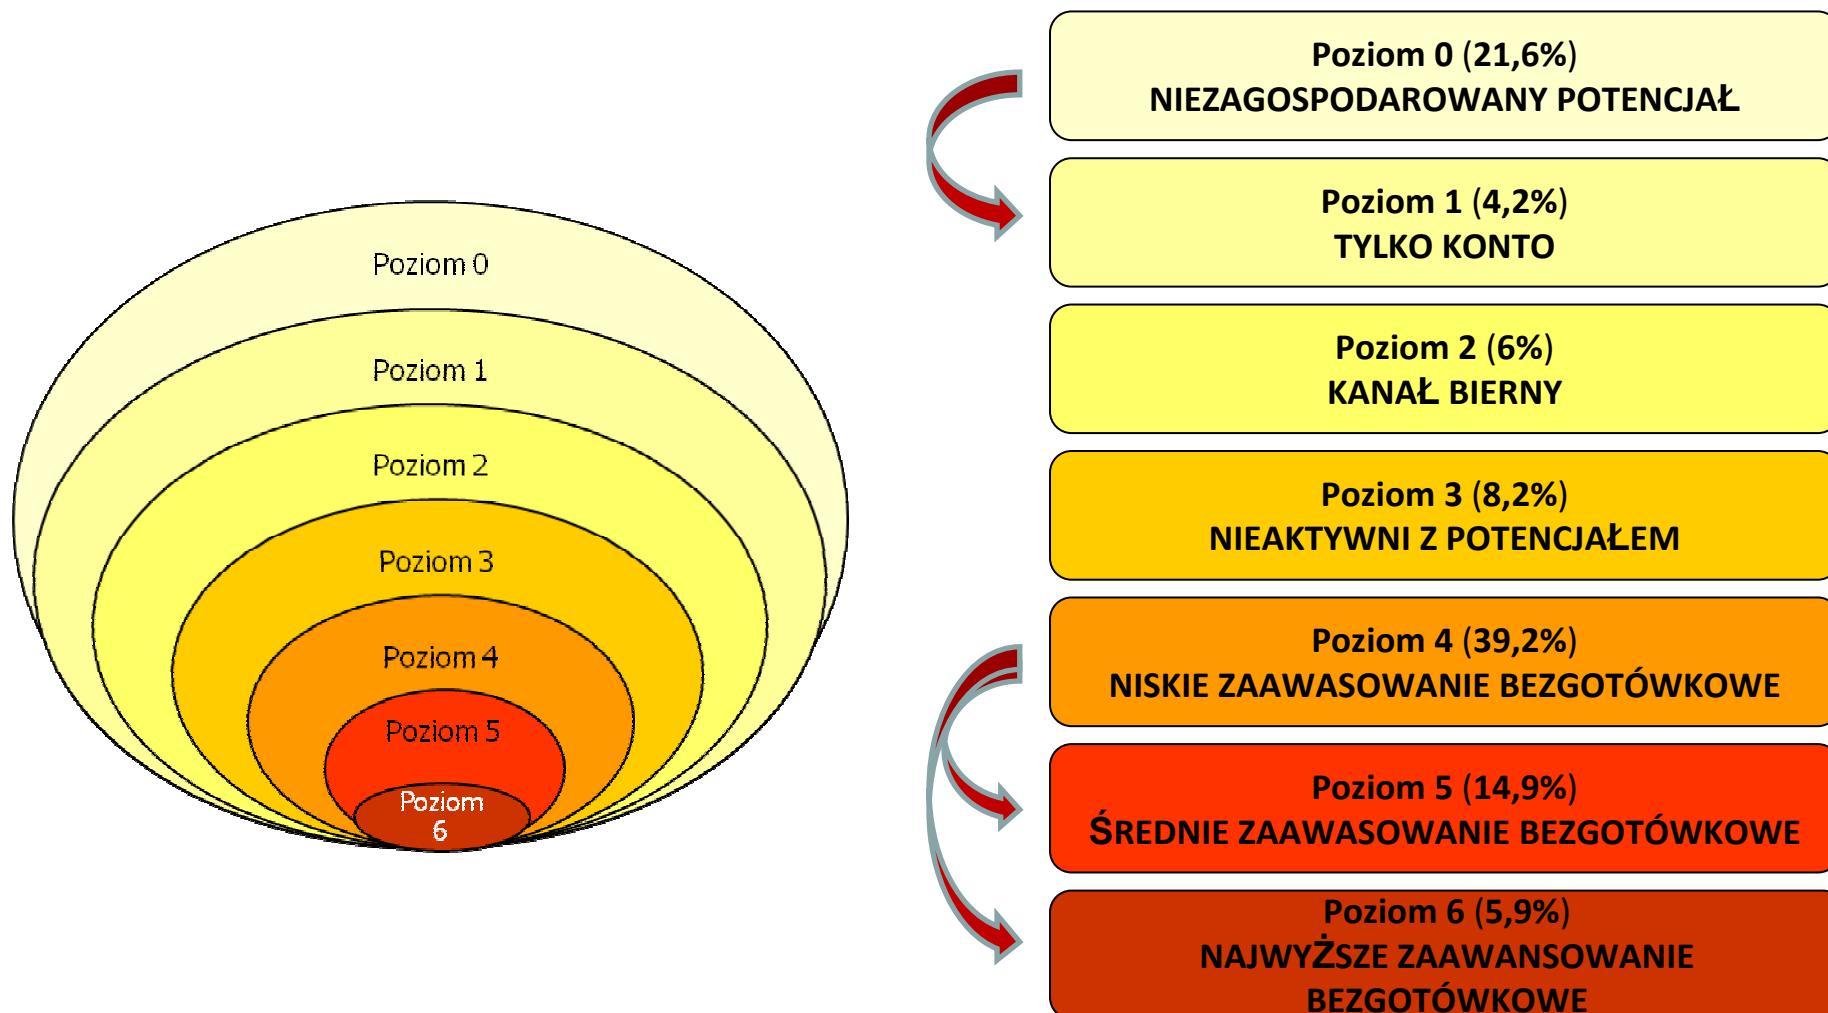 Poziom 0
Poziom 1
Poziom 2
Poziom 3
Poziom 4
Poziom 5
Poziom
6
Poziom 0 (21,6%)
NIEZAGOSPODAROWANY POTENCJAŁ
Poziom 1 (4,2%)
TYLKO KONTO
Poziom 2 (6%)
KANAŁ BIERNY
Poziom 3 (8,2%)
NIEAKTYWNI Z POTENCJAŁEM
Poziom 4 (39,2%)
NISKIE ZAAWASOWANIE BEZGOTÓWKOWE
Poziom 5 (14,9%)
ŚREDNIE ZAAWASOWANIE BEZGOTÓWKOWE
Poziom 6 (5,9%)
NAJWYŻSZE ZAAWANSOWANIE
BEZGOTÓWKOWE